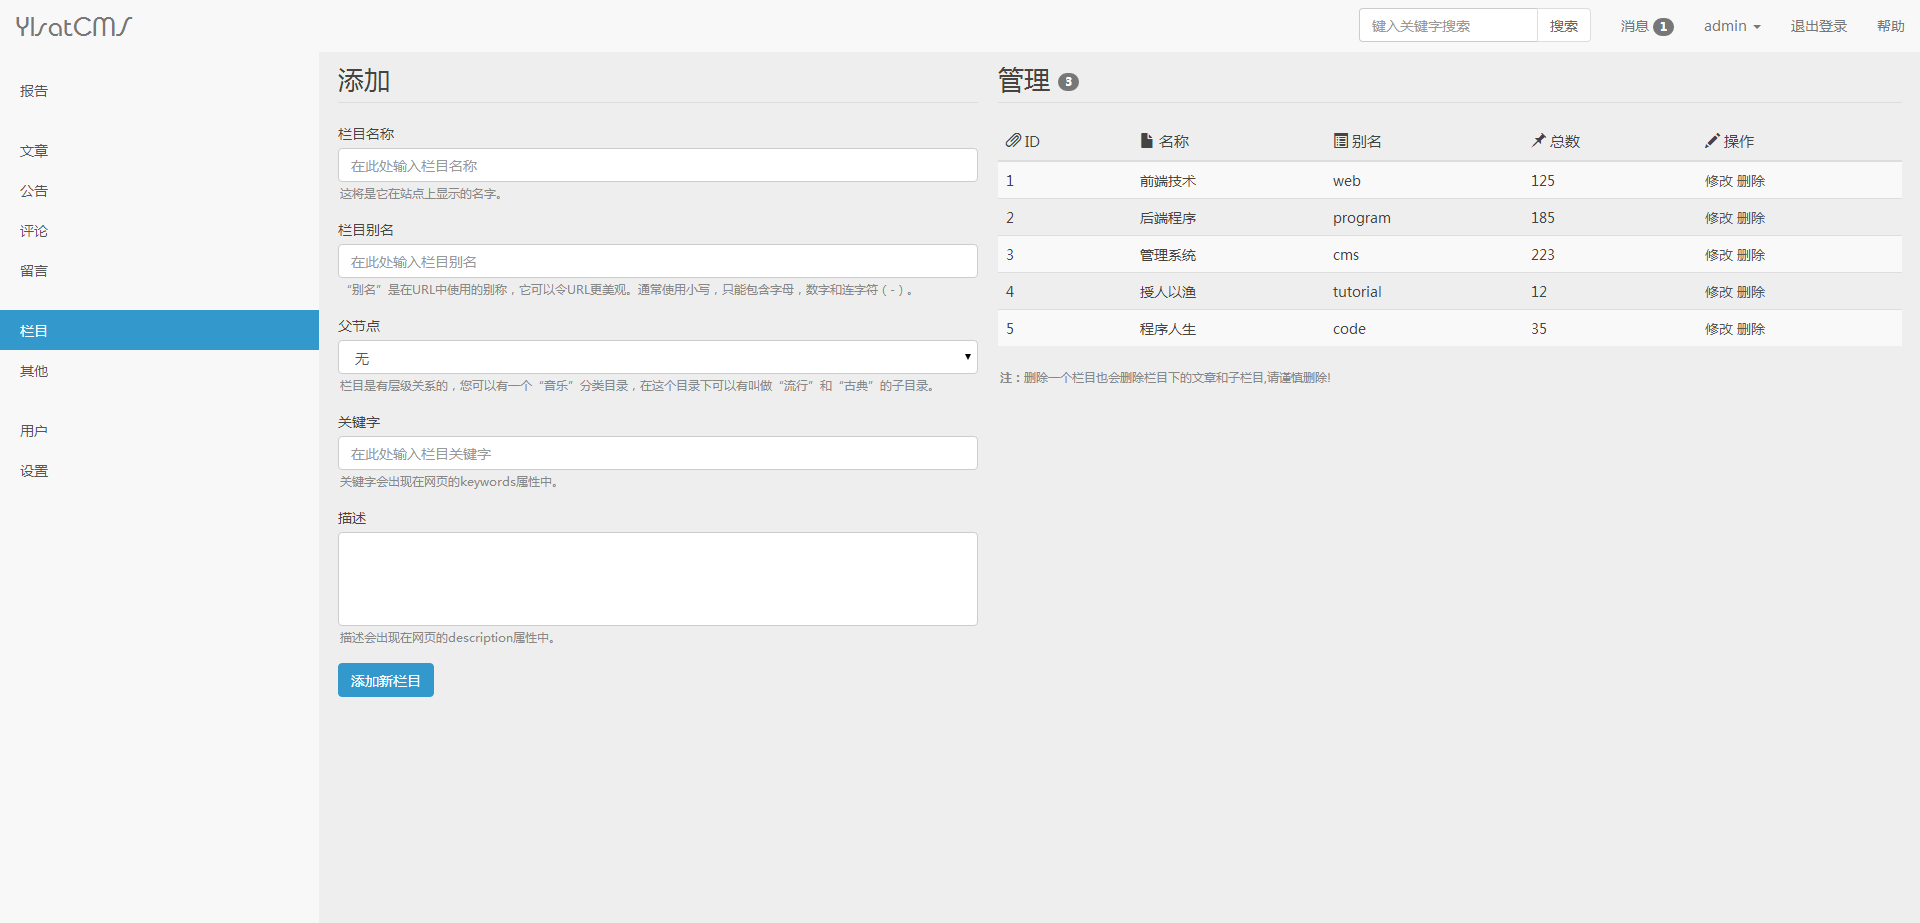 YlsatCMS
键入关键字搜索 搜索 消息 1 admin 退出登录 帮助
报告
文章
公告
评论
留言
栏目
其他
用户
设置
添加
栏目名称
在此处输入栏目名称
这将是它在站点上显示的名字。
栏目别名
在此处输入栏目别名
“别名”是在URL中使用的别称，它可以令URL更美观。通常使用小写，只能包含字母，数字和连字符（-）。
父节点
无
栏目是有层级关系的，您可以有一个“音乐”分类目录，在这个目录下可以有叫做“流行”和“古典”的子目录。
关键字
在此处输入栏目关键字
关键字会出现在网页的keywords属性中。
描述
描述会出现在网页的description属性中。
添加新栏目
管理 3
ID 名称 别名 总数 操作
1 前端技术 web 125 修改 删除
2 后端程序 program 185 修改 删除
3 管理系统 cms 223 修改 删除
4 授人以渔 tutorial 12 修改 删除
5 程序人生 code 35 修改 删除
注：删除一个栏目也会删除栏目下的文章和子栏目,请谨慎删除!